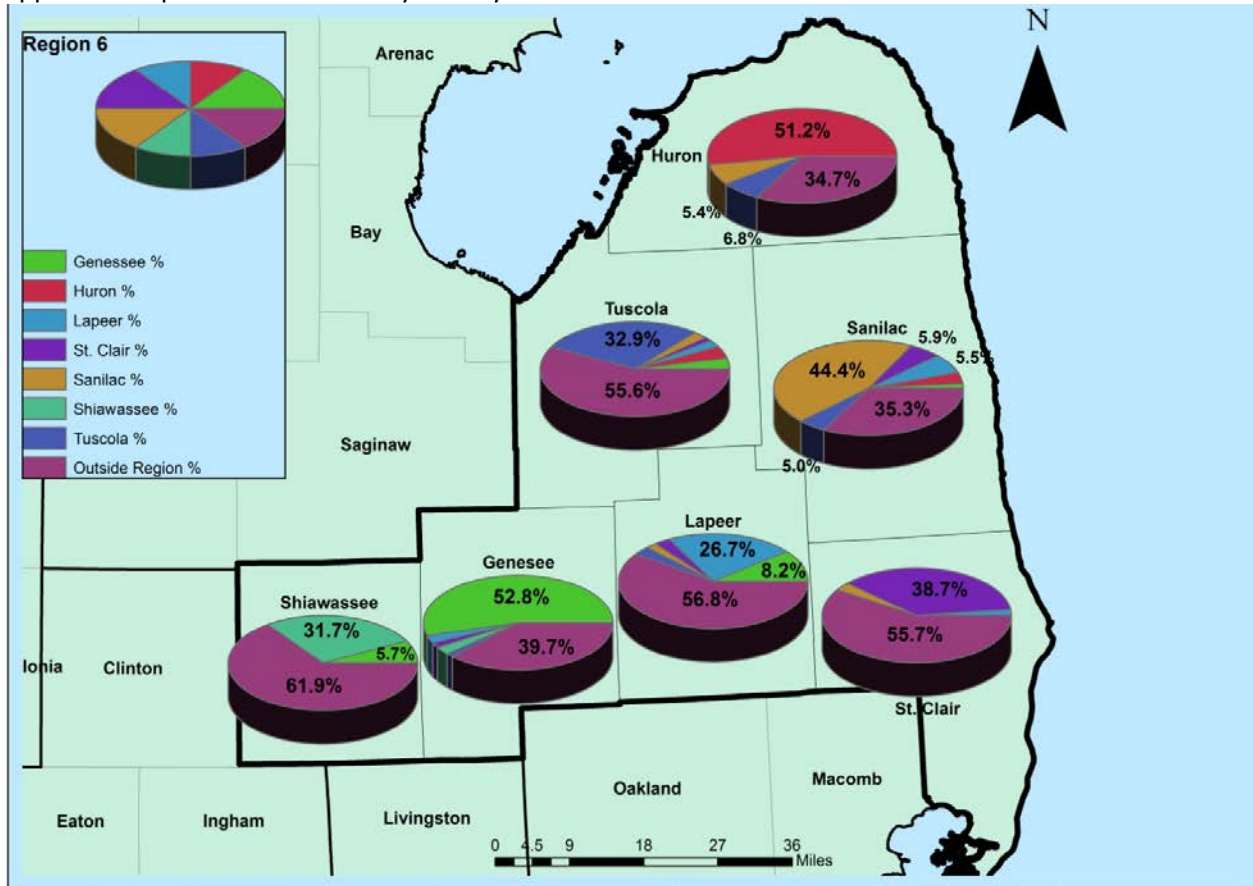 Region 6
Genessee %
Huron %
Lapeer %
St. Clair %
Sanilac %
Shiawassee %
Tuscola %
Outside Region %
Arenac
N
Huron
51.2%
34.7%
5.4%
6.8%
Bay
Tuscola
32.9%
55.6%
Sanilac
5.9%
5.5%
44.4%
35.3%
5.0%
Saginaw
Lapeer
26.7%
8.2%
56.8%
Genesee
52.8%
39.7%
Shiawassee
31.7%
5.7%
61.9%
38.7%
55.7%
St. Clair
Ionia
Clinton
Eaton
Ingham
Livingston
Oakland
Macomb
0 4.5 9 18 27 36
Miles